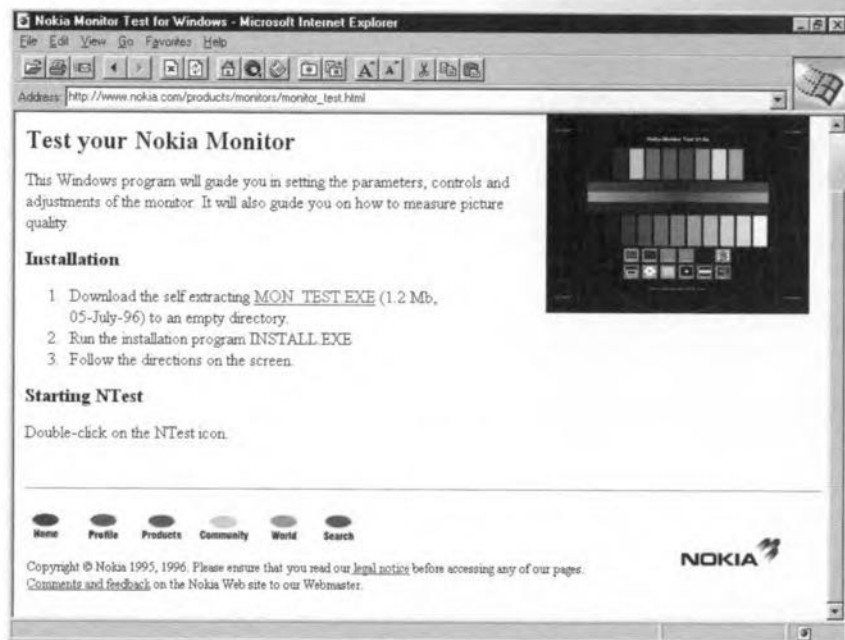 Nokia Monitor Test for Windows - Microsoft Internet Explorer
File Edit View Go Favorites Help
Address: http://www.nokia.com/products/monitors/monitor_test.html
Test your Nokia Monitor
This Windows program will guide you in setting the parameters, controls and
adjustments of the monitor. It will also guide you on how to measure picture
quality.
Nokia Monitor Test
Installation
1. Download the self extracting MON_TEST.EXE (1.2 Mb,
05-July-96) to an empty directory.
2. Run the installation program INSTALL.EXE
3. Follow the directions on the screen.
Starting NTest
Double-click on the NTest icon.
Home Profile Products Community World Search
NOKIA
Copyright © Nokia 1995, 1996. Please ensure that you read our legal notice before accessing any of our pages.
Comments and feedback on the Nokia Web site to our Webmaster.